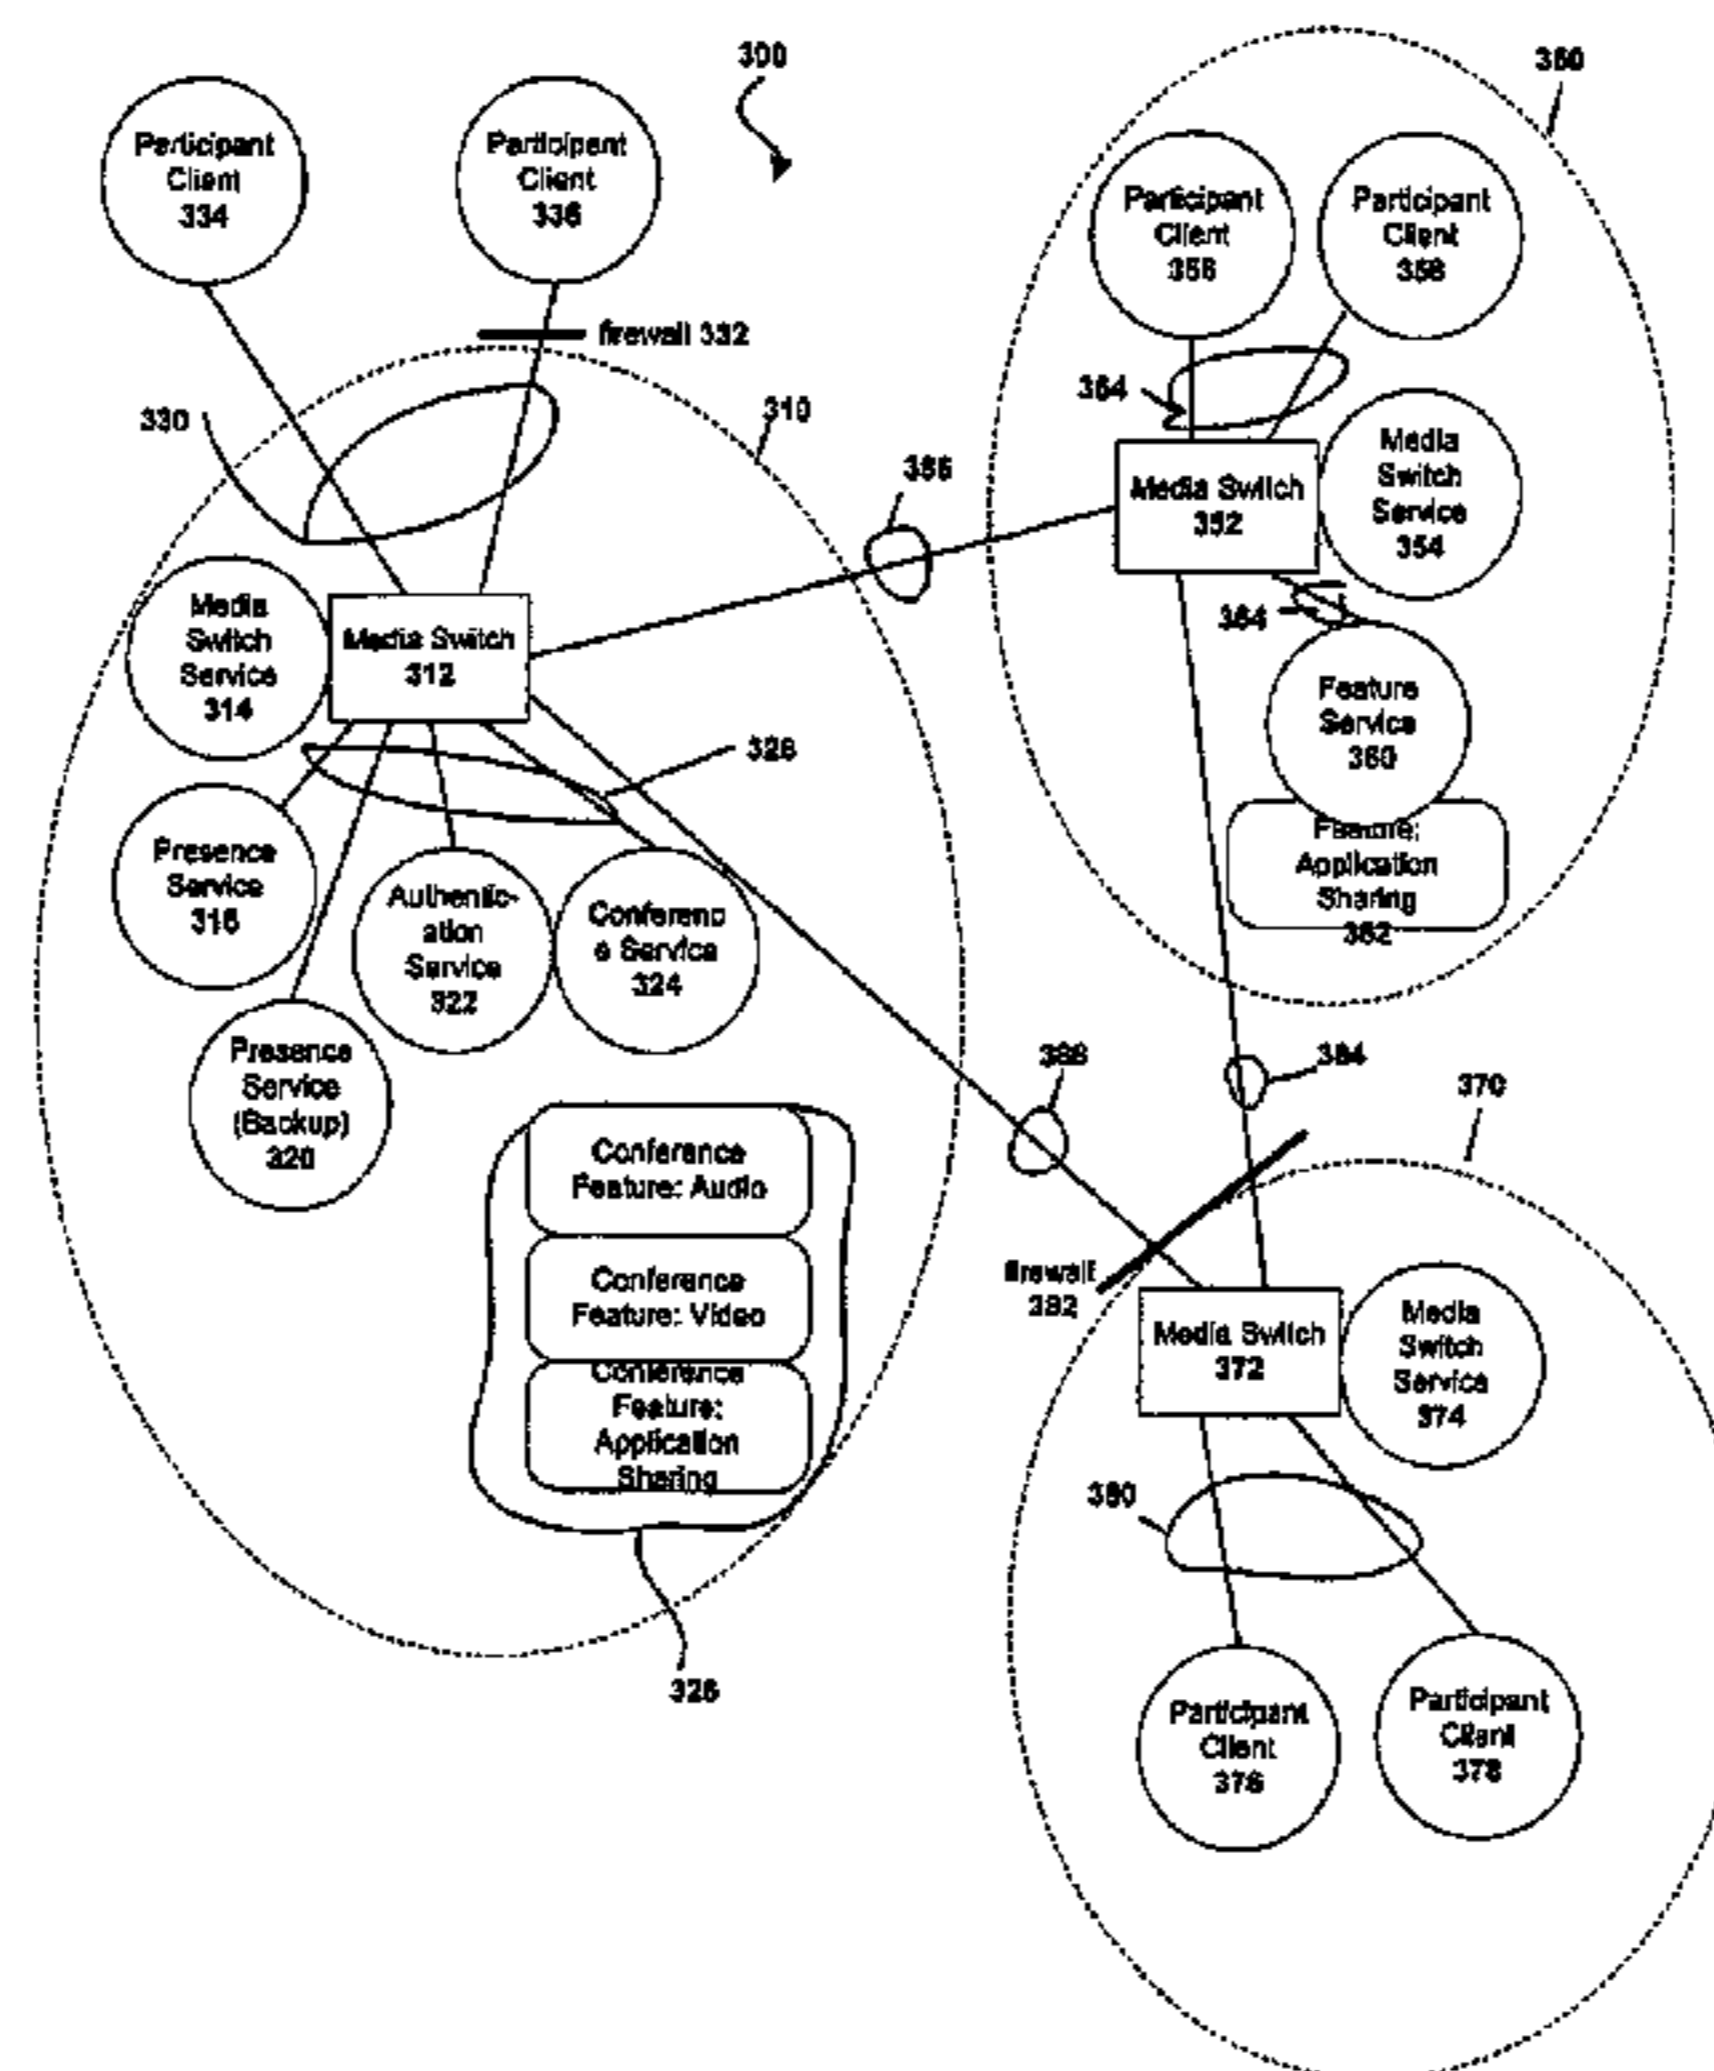 300
Participant
Client
334
Participant
Client
336
firewall 332
330
310
Media
Switch
Service
314
Media Switch
312
328
Presence
Service
316
Authentic-
ation
Service
322
Conferenc
e Service
324
Presence
Service
(Backup)
320
Conference
Feature: Audio
Conference
Feature: Video
Conference
Feature:
Application
Sharing
326
386
Participant
Client
356
Participant
Client
358
364
Media Switch
352
Media
Switch
Service
354
364
Feature
Service
360
Feature:
Application
Sharing
362
388
384
370
firewall
382
Media Switch
372
Media
Switch
Service
374
380
Participant
Client
376
Participant
Client
378